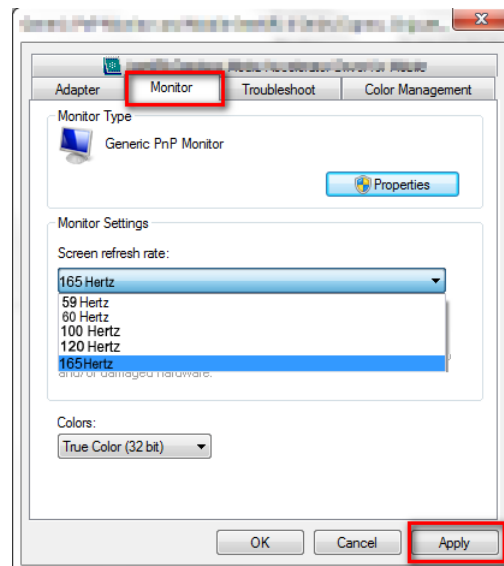 Adapter
Monitor
Troubleshoot
Color Management
Monitor Type
Generic PnP Monitor
Properties
Monitor Settings
Screen refresh rate:
165 Hertz
59 Hertz
60 Hertz
100 Hertz
120 Hertz
165Hertz
and/or damaged hardware.
Colors:
True Color (32 bit)
OK
Cancel
Apply